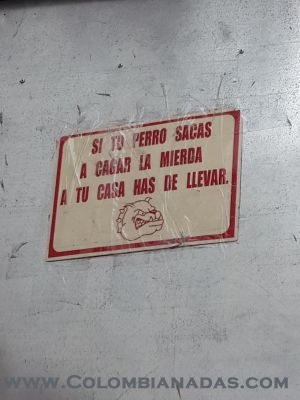 SI TU PERRO SACAS
A CAGAR LA MIERDA
A TU CASA HAS DE LLEVAR.
www.Colombianadas.com